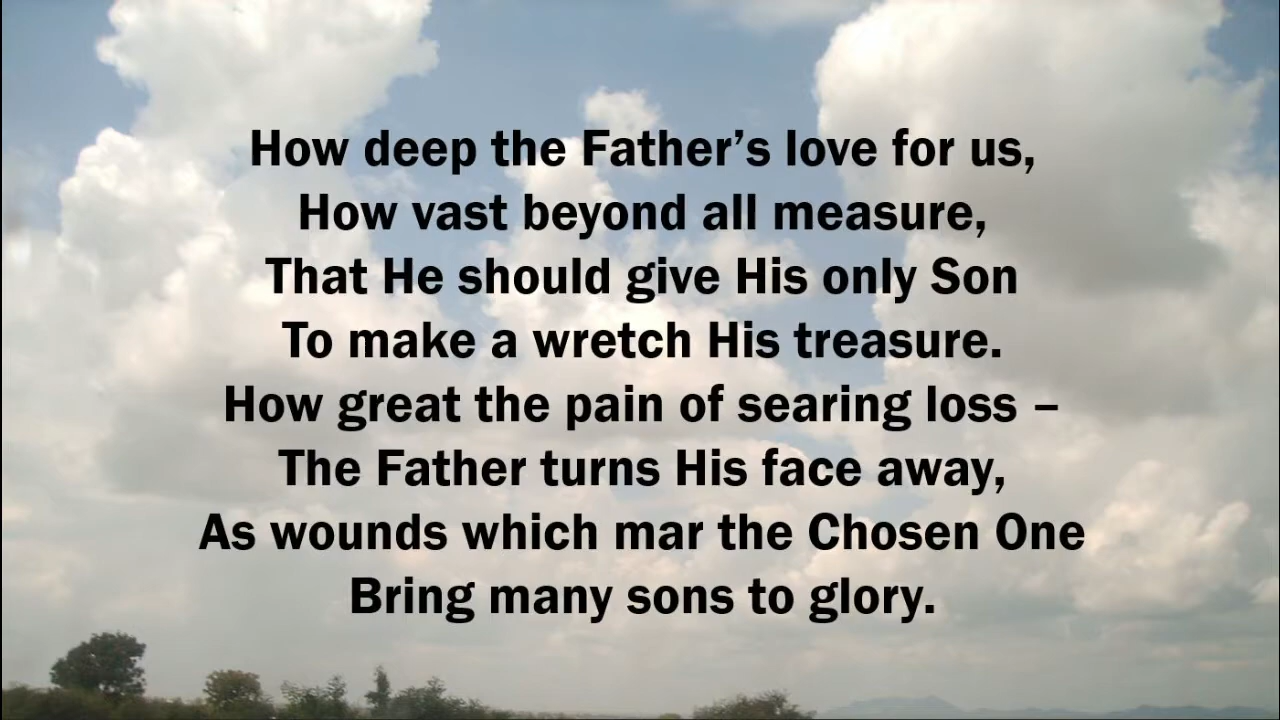 How deep the Father’s love for us,
How vast beyond all measure,
That He should give His only Son
To make a wretch His treasure.
How great the pain of searing loss –
The Father turns His face away,
As wounds which mar the Chosen One
Bring many sons to glory.